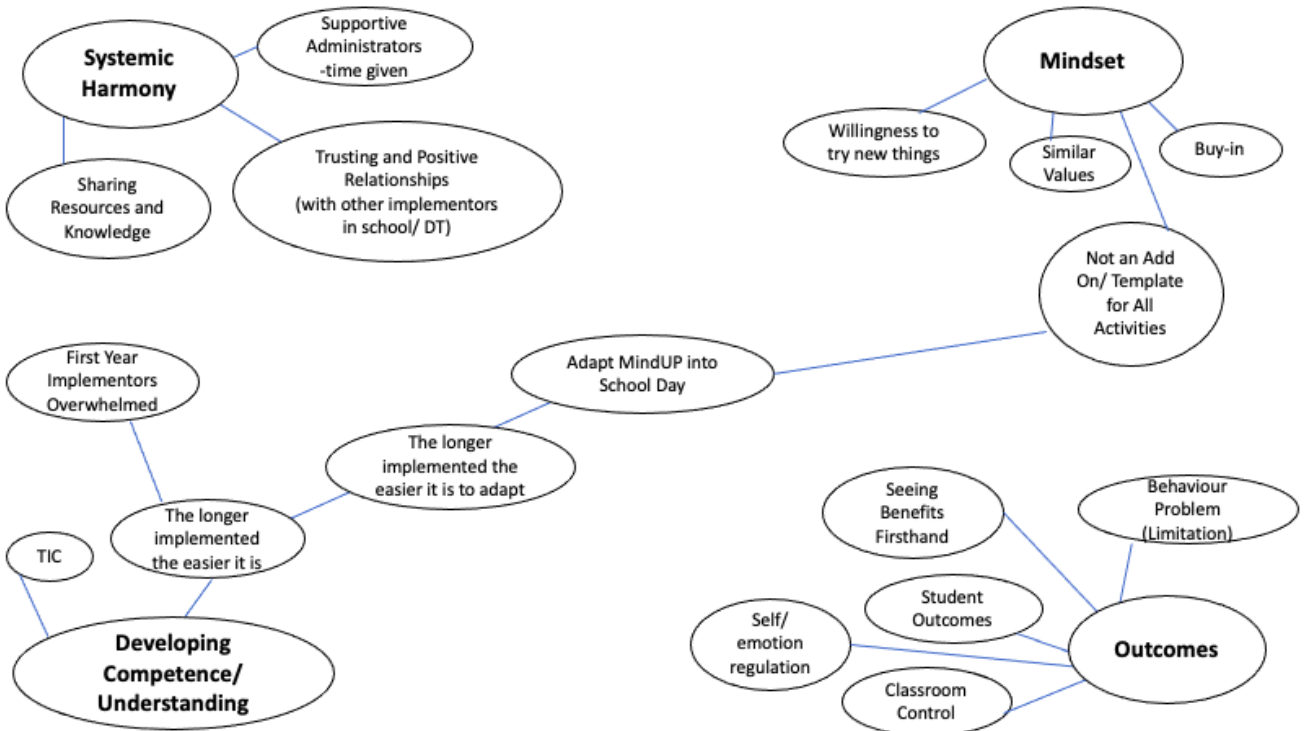 Systemic
Harmony
Supportive
Administrators
-time given
Sharing
Resources and
Knowledge
Trusting and Positive
Relationships
(with other implementors
in school/ DT)
Mindset
Willingness to
try new things
Similar
Values
Buy-in
Not an Add
On/ Template
for All
Activities
Adapt MindUP into
School Day
The longer
implemented the
easier it is to adapt
First Year
Implementors
Overwhelmed
The longer
implemented
the easier it is
TIC
Developing
Competence/
Understanding
Seeing
Benefits
Firsthand
Behaviour
Problem
(Limitation)
Student
Outcomes
Self/
emotion
regulation
Classroom
Control
Outcomes